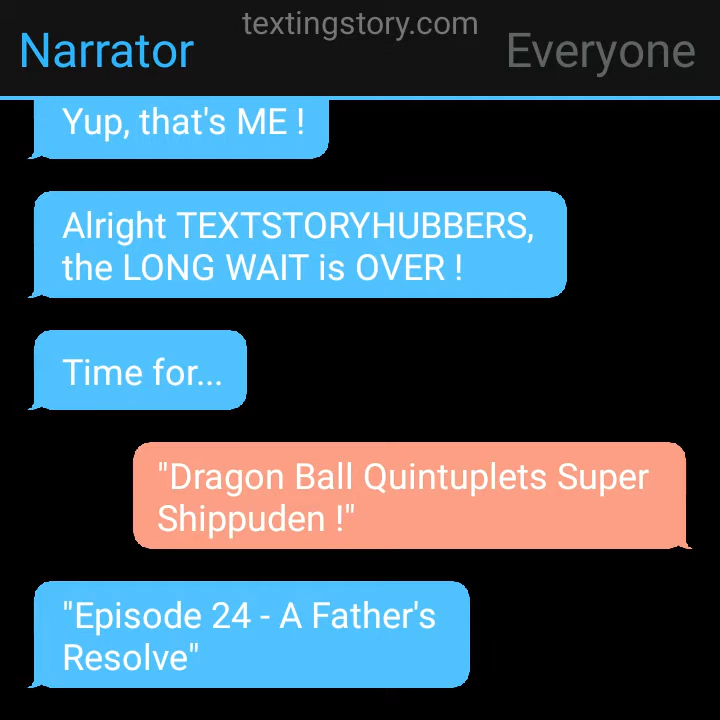 textingstory.com
Narrator
Everyone
Yup, that's ME !
Alright TEXTSTORYHUBBERS,
the LONG WAIT is OVER !
Time for...
"Dragon Ball Quintuplets Super
Shippuden !"
"Episode 24 - A Father's
Resolve"